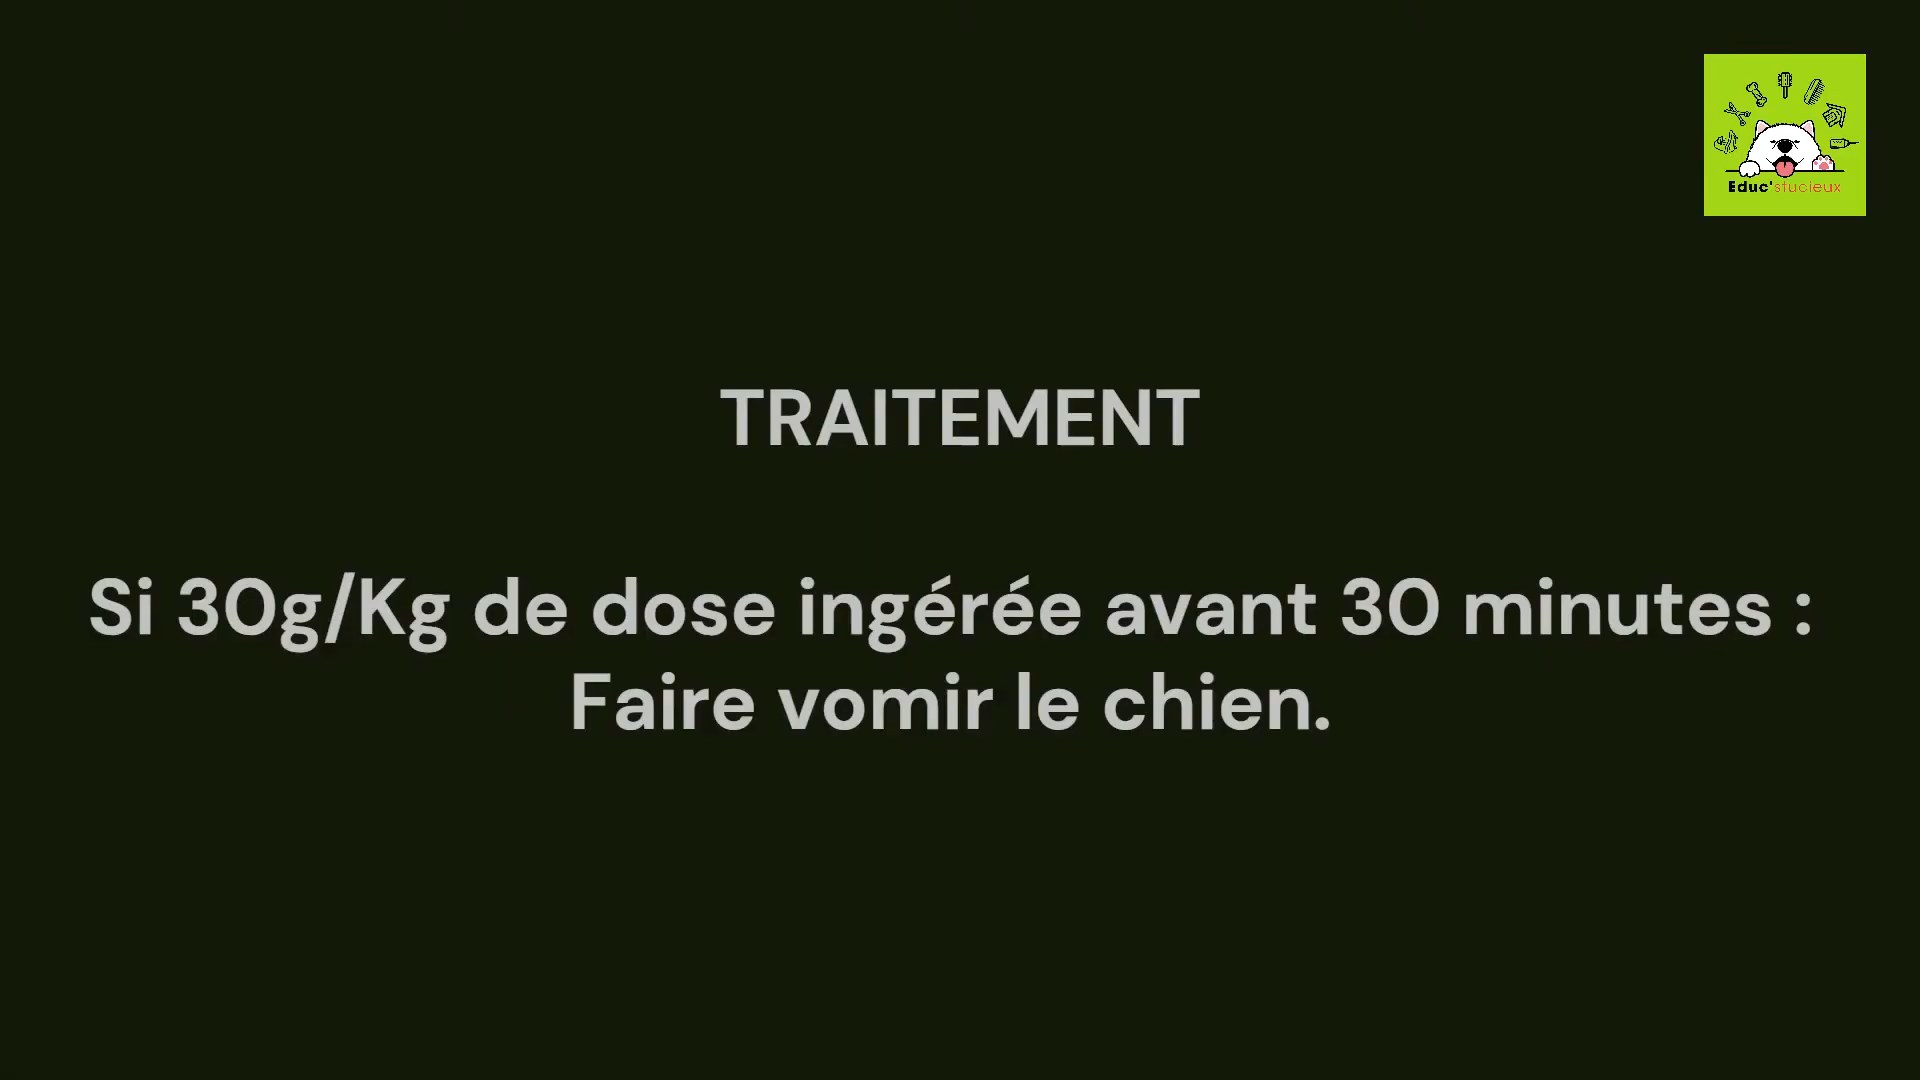 Educ'stucieux
TRAITEMENT
Si 30g/Kg de dose ingérée avant 30 minutes :
Faire vomir le chien.